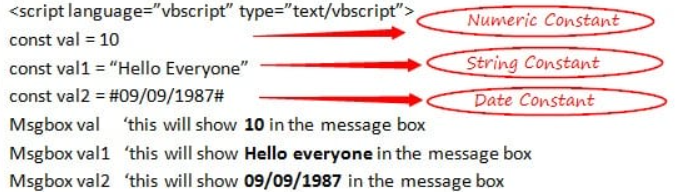 <script language=”vbscript” type=”text/vbscript”>
Numeric Constant
const val = 10
const val1 = “Hello Everyone”
String Constant
const val2 = #09/09/1987#
Date Constant
Msgbox val ‘this will show 10 in the message box
Msgbox val1 ‘this will show Hello everyone in the message box
Msgbox val2 ‘this will show 09/09/1987 in the message box